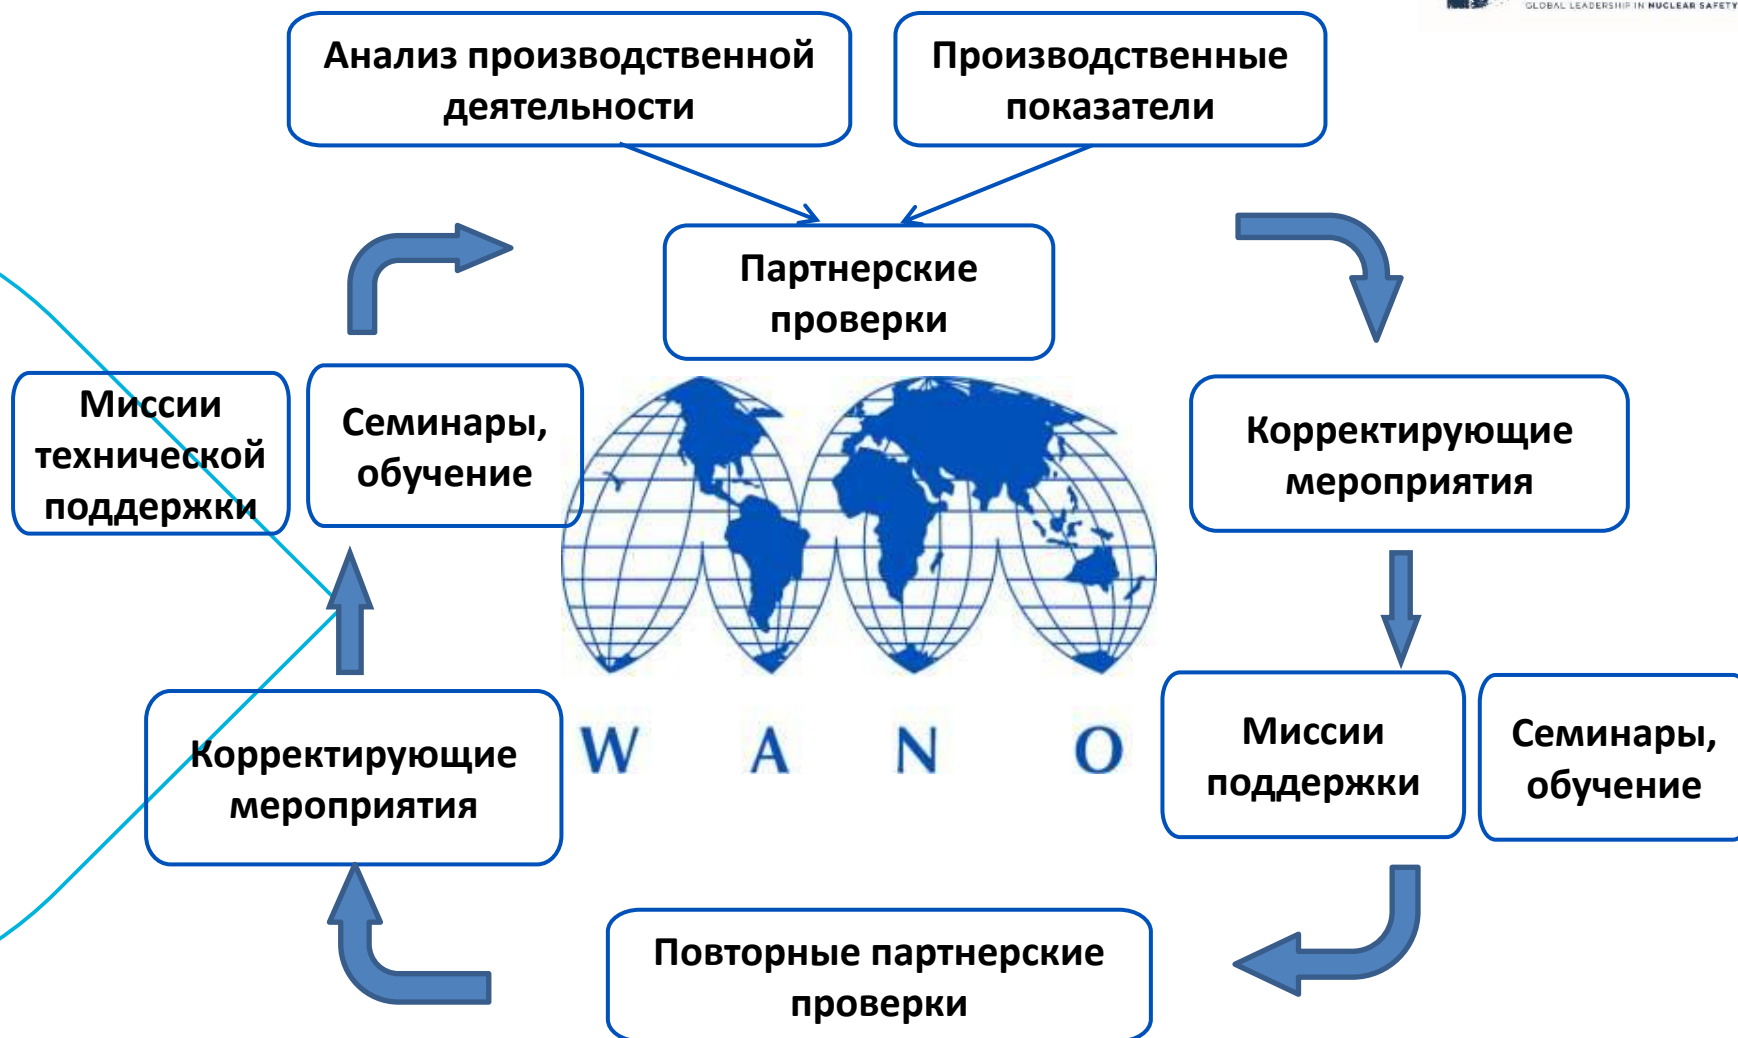 GLOBAL LEADERSHIP IN NUCLEAR SAFETY
Анализ производственной
деятельности
Производственные
показатели
Партнерские
проверки
Миссии
технической
поддержки
Семинары,
обучение
Корректирующие
мероприятия
Корректирующие
мероприятия
W A N O
Миссии
поддержки
Семинары,
обучение
Повторные партнерские
проверки